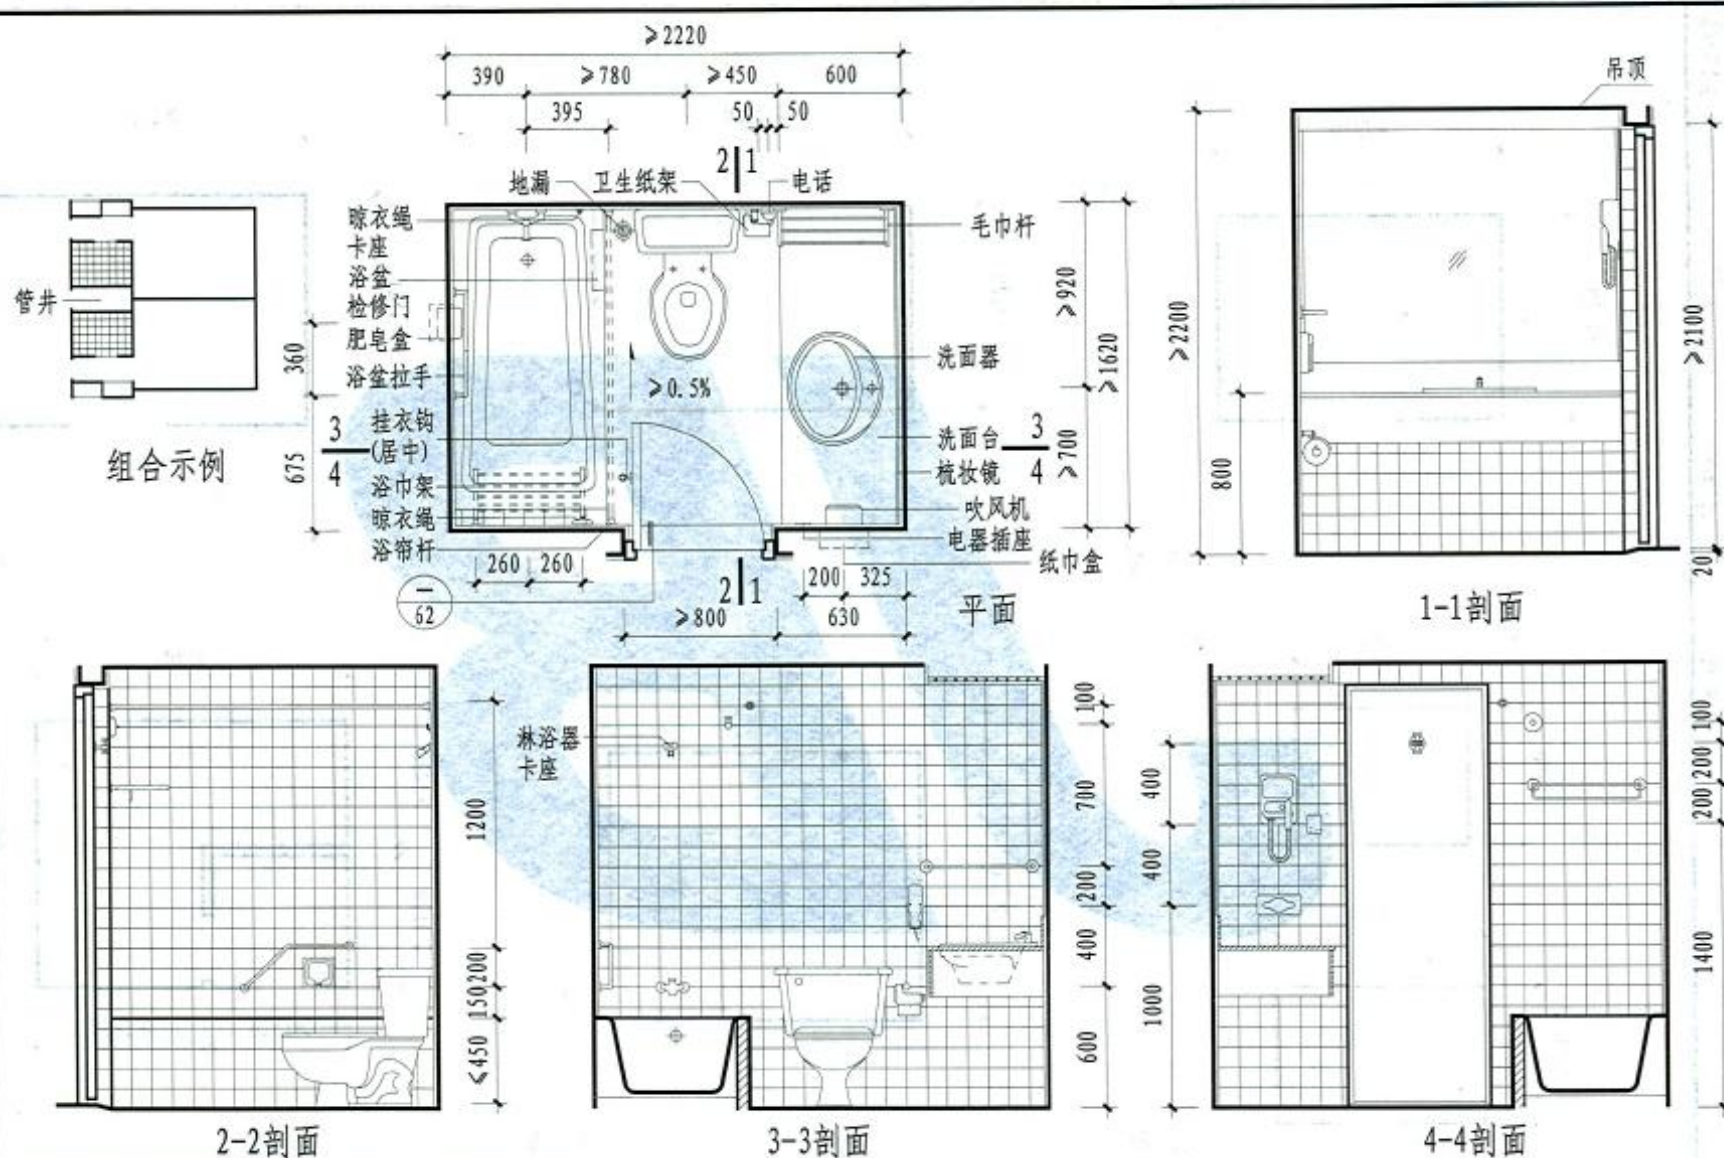 ≥2220
390
≥780
≥450
600
395
50
50
2 1
地漏
卫生纸架
电话
晾衣绳
卡座
浴盆
检修门
肥皂盒
浴盆拉手
挂衣钩
(居中)
浴巾架
晾衣绳
浴帘杆
毛巾杆
洗面器
洗面台
梳妆镜
吹风机
电器插座
纸巾盒
≥0.5%
360
675
3
4
3
4
≥920
≥700
≥1620
260
260
200
325
2 1
—
62
≥800
630
平面
管井
组合示例
吊顶
≥2200
800
≥2100
20
1-1剖面
1200
200
150
≤450
2-2剖面
淋浴器
卡座
100
700
200
400
600
3-3剖面
400
400
1000
100
200
200
1400
4-4剖面